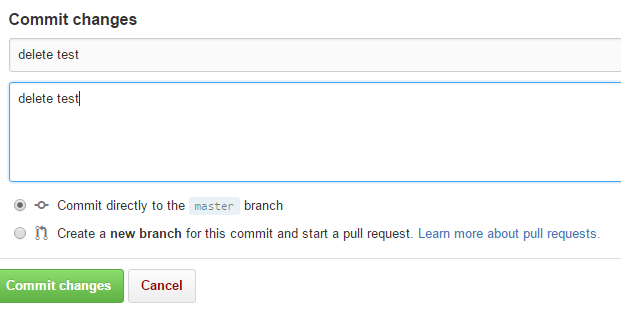 Commit changes
delete test
delete test
Commit directly to the master branch
Create a new branch for this commit and start a pull request. Learn more about pull requests.
Commit changes Cancel